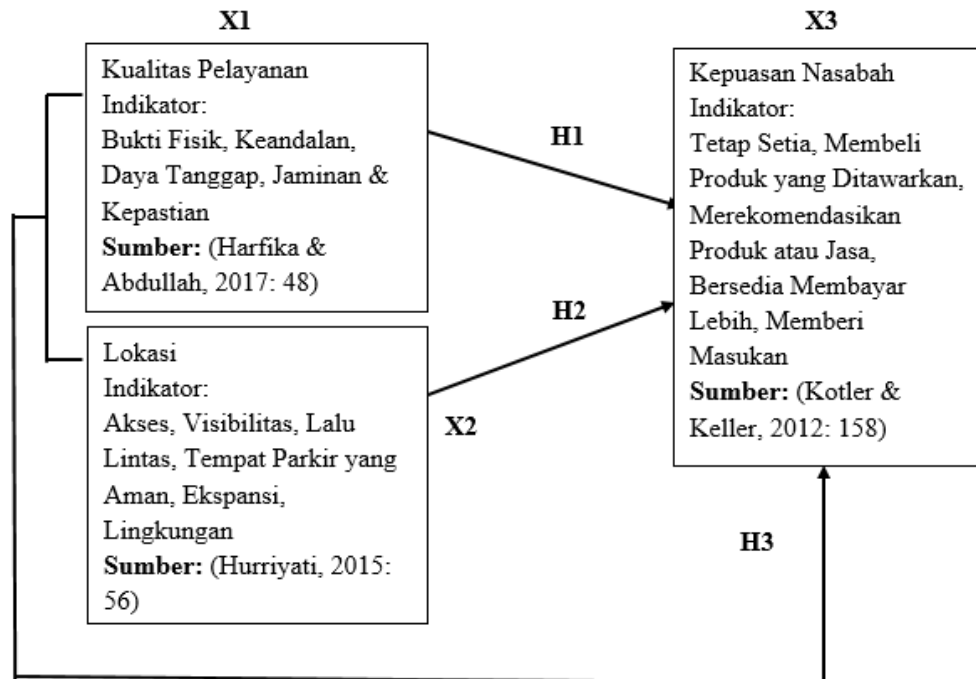 X1
Kualitas Pelayanan
Indikator:
Bukti Fisik, Keandalan,
Daya Tanggap, Jaminan &
Kepastian
Sumber: (Harfika &
Abdullah, 2017: 48)
Lokasi
Indikator:
Akses, Visibilitas, Lalu
Lintas, Tempat Parkir yang
Aman, Ekspansi,
Lingkungan
Sumber: (Hurriyati, 2015:
56)
X2
H1
H2
H3
X3
Kepuasan Nasabah
Indikator:
Tetap Setia, Membeli
Produk yang Ditawarkan,
Merekomendasikan
Produk atau Jasa,
Bersedia Membayar
Lebih, Memberi
Masukan
Sumber: (Kotler &
Keller, 2012: 158)